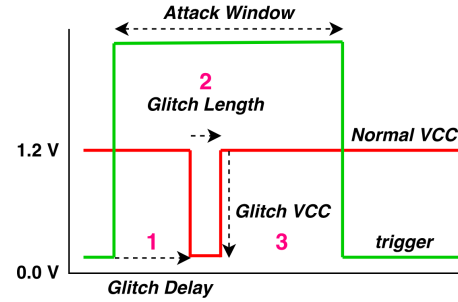 Attack Window
2
Glitch Length
1.2 V
Normal VCC
Glitch VCC
1
3
trigger
0.0 V
Glitch Delay